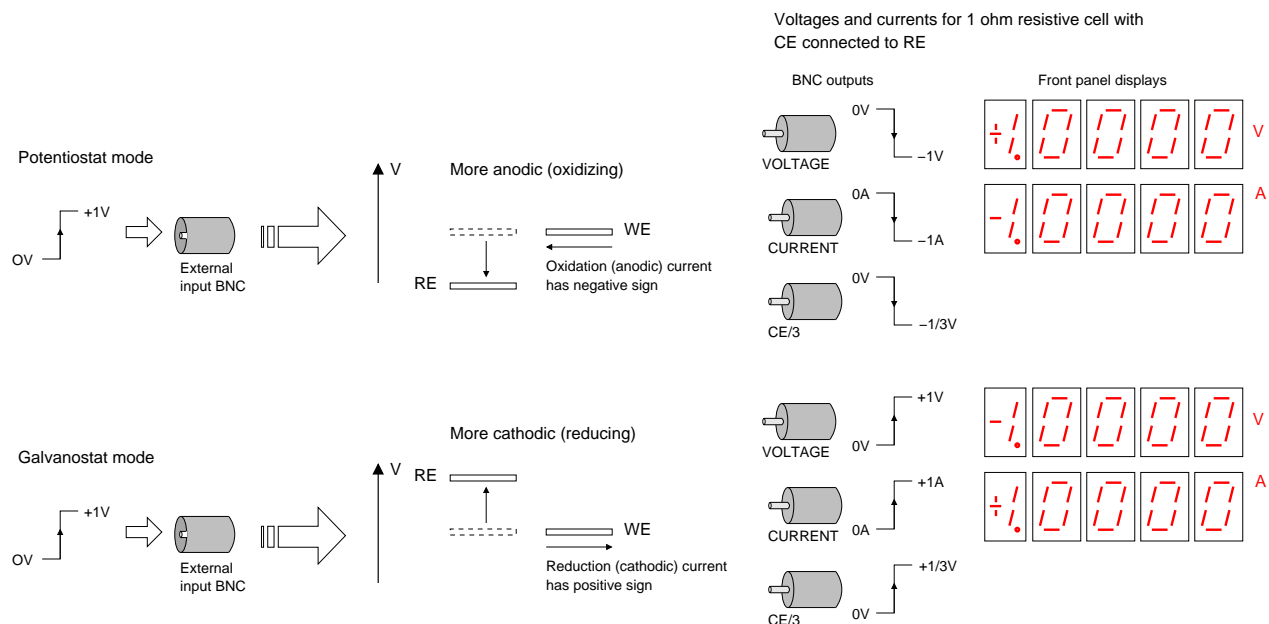 Voltages and currents for 1 ohm resistive cell with
CE connected to RE
BNC outputs
Front panel displays
Potentiostat mode
OV
+1V
External
input BNC
V
More anodic (oxidizing)
WE
Oxidation (anodic) current
has negative sign
RE
VOLTAGE
0V
−1V
+1.0000
V
CURRENT
0A
−1A
-1.0000
A
CE/3
0V
−1/3V
Galvanostat mode
OV
+1V
External
input BNC
V
More cathodic (reducing)
RE
WE
Reduction (cathodic) current
has positive sign
VOLTAGE
+1V
0V
-1.0000
V
CURRENT
+1A
0A
+1.0000
A
CE/3
+1/3V
0V